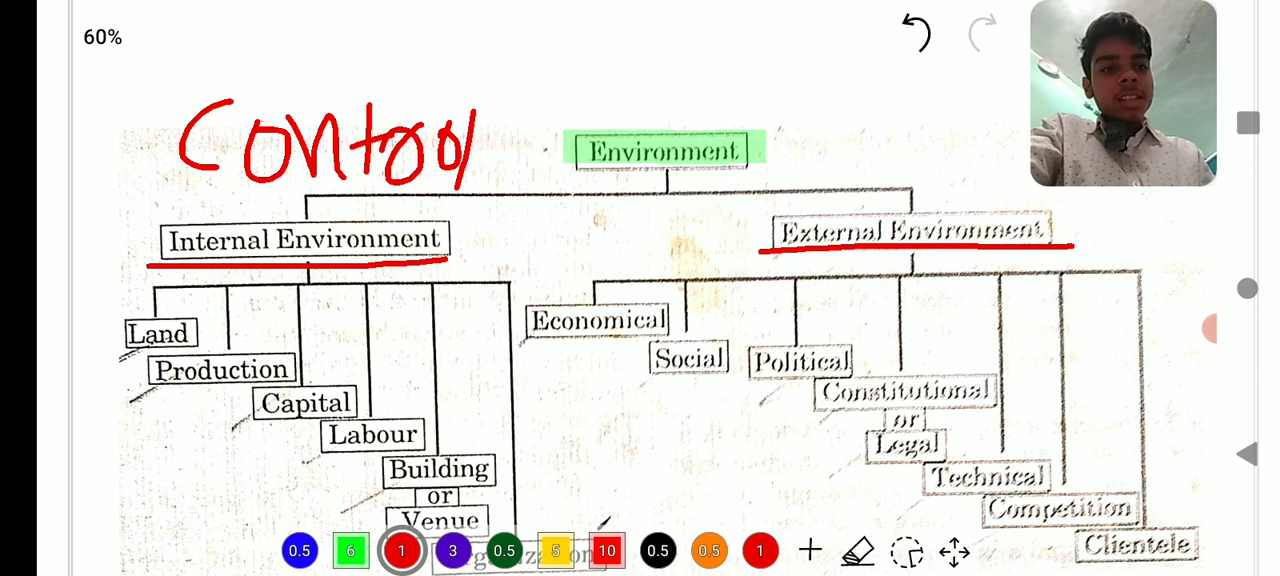 60%
Control
Environment
Internal Environment
External Environment
Land
Production
Capital
Labour
Building
or
Venue
Economical
Social
Political
Constitutional
or
Legal
Technical
Competition
Clientele
0.5 6 1 3 0.5 5 10 0.5 0.5 1